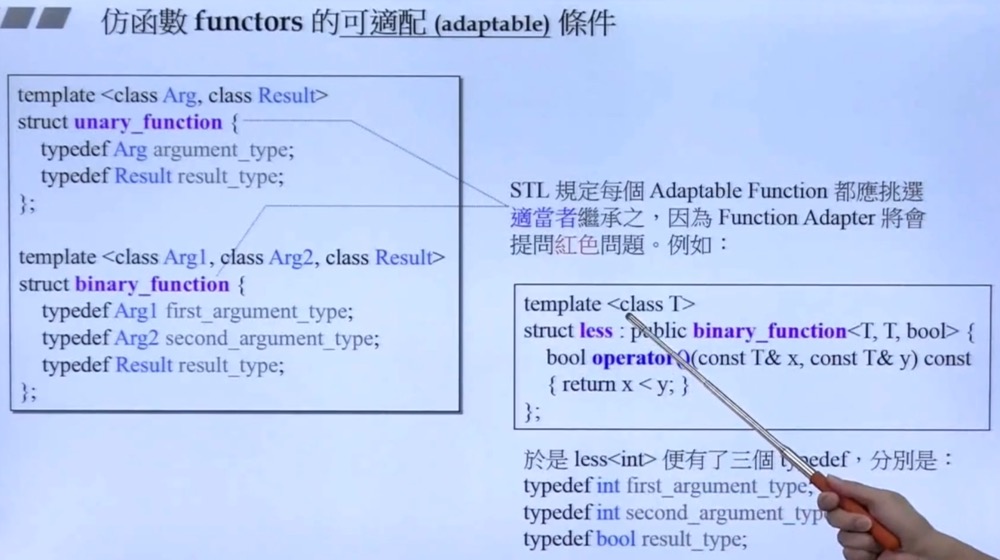 仿函數 functors 的可適配 (adaptable) 條件
template <class Arg, class Result>
struct unary_function {
typedef Arg argument_type;
typedef Result result_type;
};
template <class Arg1, class Arg2, class Result>
struct binary_function {
typedef Arg1 first_argument_type;
typedef Arg2 second_argument_type;
typedef Result result_type;
};
STL 規定每個 Adaptable Function 都應挑選
適當者繼承之，因為 Function Adapter 將會
提問紅色問題。例如：
template <class T>
struct less : public binary_function<T, T, bool> {
bool operator()(const T& x, const T& y) const
{ return x < y; }
};
於是 less<int> 便有了三個 typedef，分別是：
typedef int first_argument_type;
typedef int second_argument_typ
typedef bool result_type;